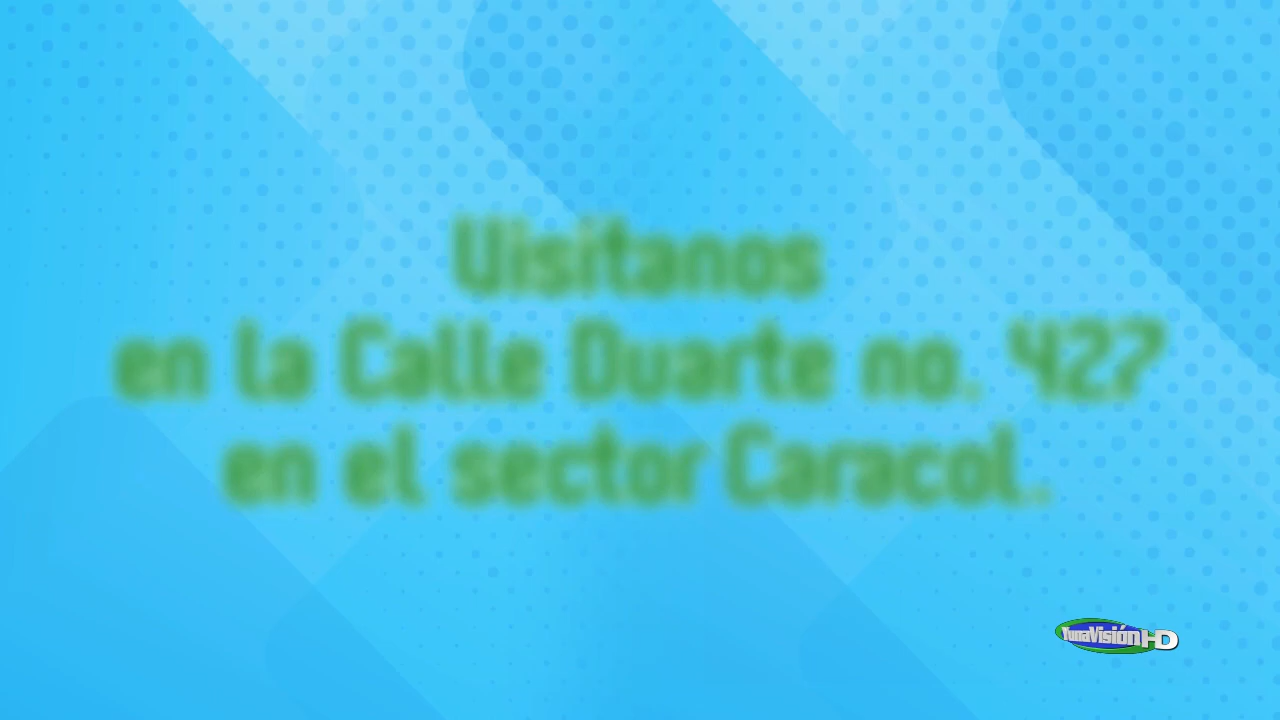 Visitanos
en la Calle Duarte no. 427
en el sector Caracol.
TunaVisión HD